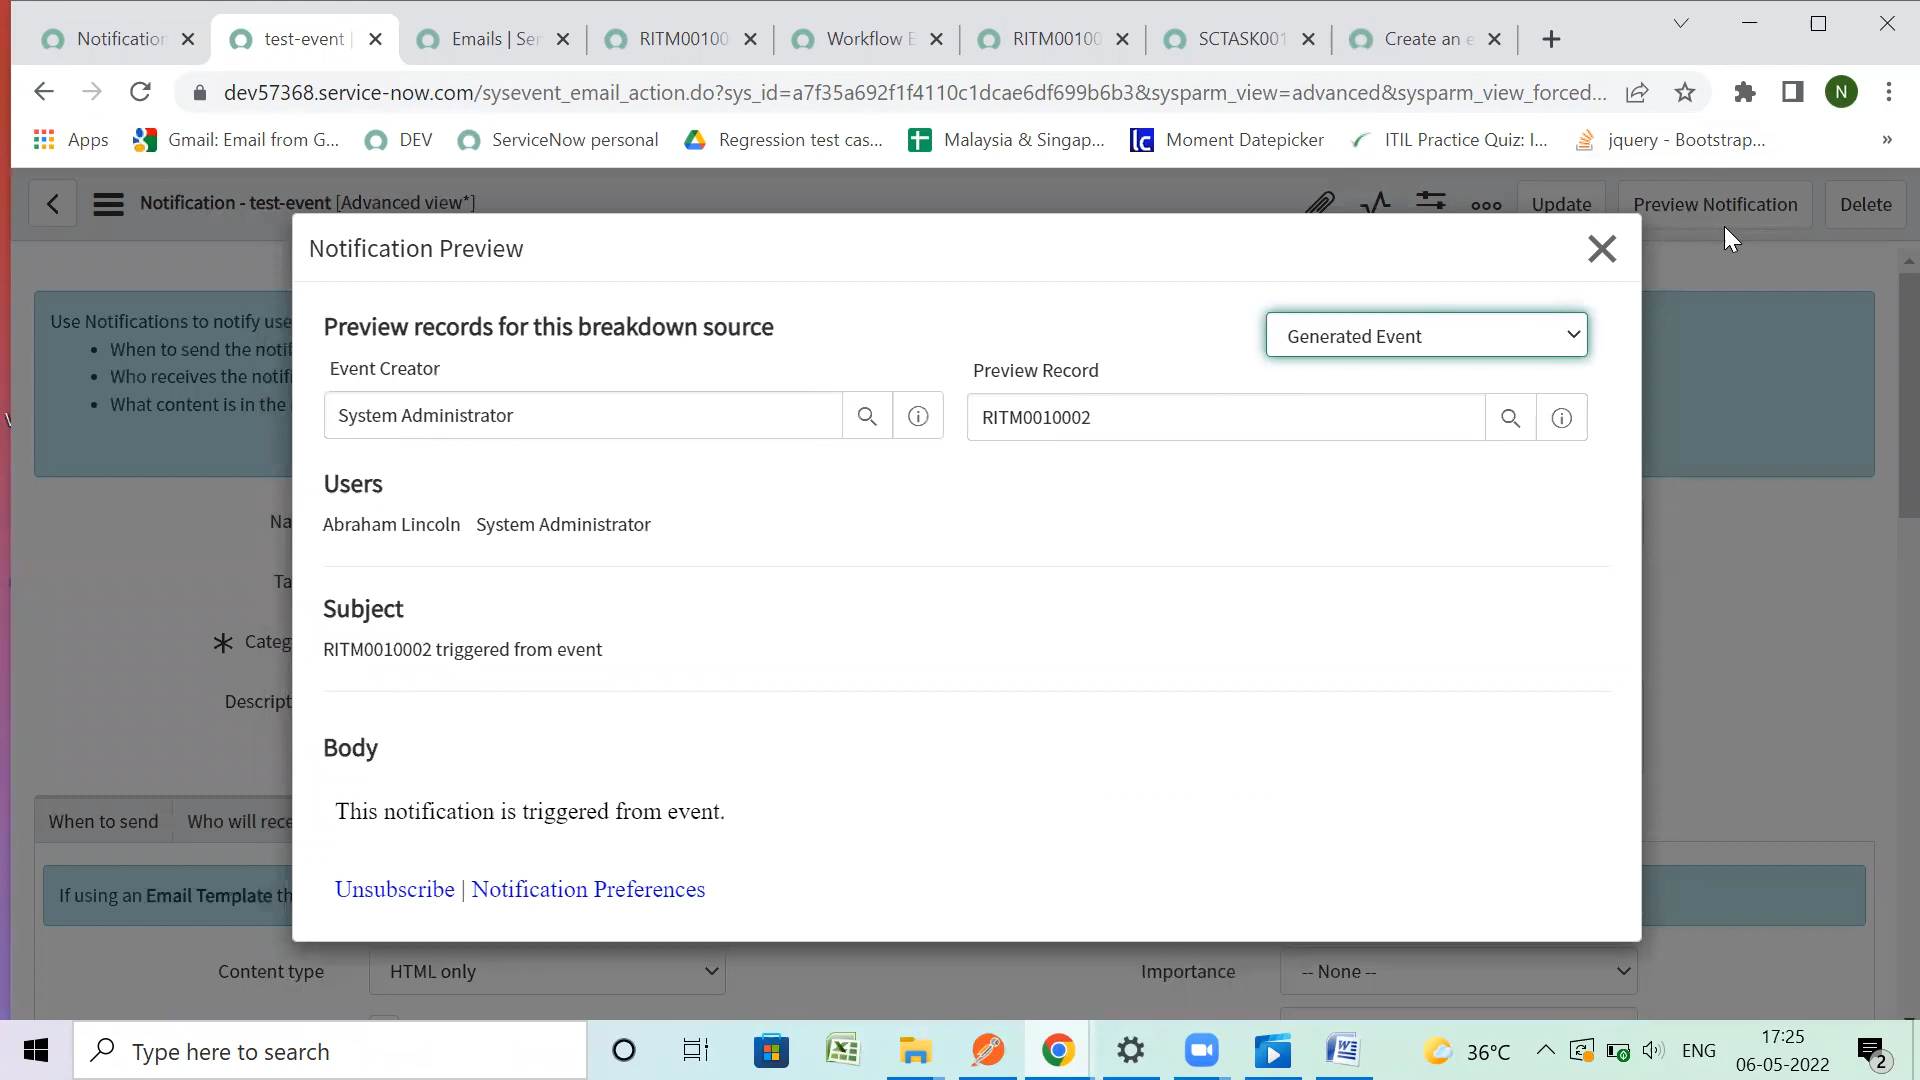 Notification
test-event
Emails | Ser
RITM00100
Workflow E
RITM00100
SCTASK001
Create an e
dev57368.service-now.com/sysevent_email_action.do?sys_id=a7f35a692f1f4110c1dcae6df699b6b3&sysparm_view=advanced&sysparm_view_forced...
N
Apps
Gmail: Email from G...
DEV
ServiceNow personal
Regression test cas...
Malaysia & Singap...
Moment Datepicker
ITIL Practice Quiz: I...
jquery - Bootstrap...
»
Notification - test-event [Advanced view*]
Update
Preview Notification
Delete
Notification Preview
Use Notifications to notify use
• When to send the notif
• Who receives the notif
• What content is in the
Preview records for this breakdown source
Generated Event
Event Creator
Preview Record
System Administrator
RITM0010002
Users
Abraham Lincoln System Administrator
Na
Ta
Categ
Descript
Subject
RITM0010002 triggered from event
Body
This notification is triggered from event.
Unsubscribe | Notification Preferences
When to send
Who will rece
If using an Email Template th
Content type
HTML only
Importance
-- None --
Type here to search
36°C
ENG
17:25
06-05-2022
2